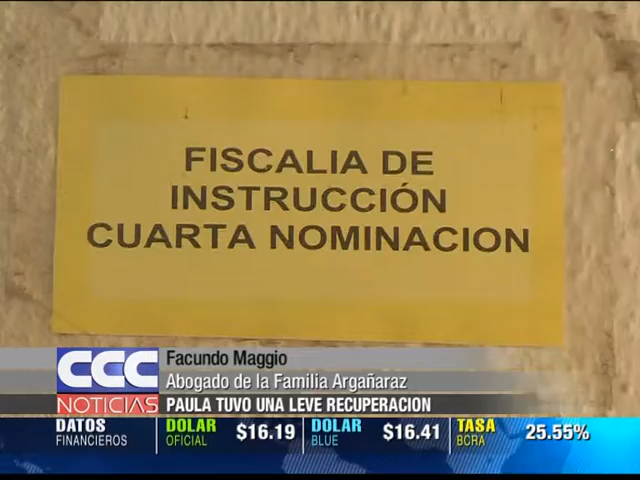 FISCALIA DE
INSTRUCCIÓN
CUARTA NOMINACION
CCC
NOTICIAS
Facundo Maggio
Abogado de la Familia Argañaraz
PAULA TUVO UNA LEVE RECUPERACION
DATOS
FINANCIEROS
DOLAR
OFICIAL
$16.19
DOLAR
BLUE
$16.41
TASA
BCRA
25.55%